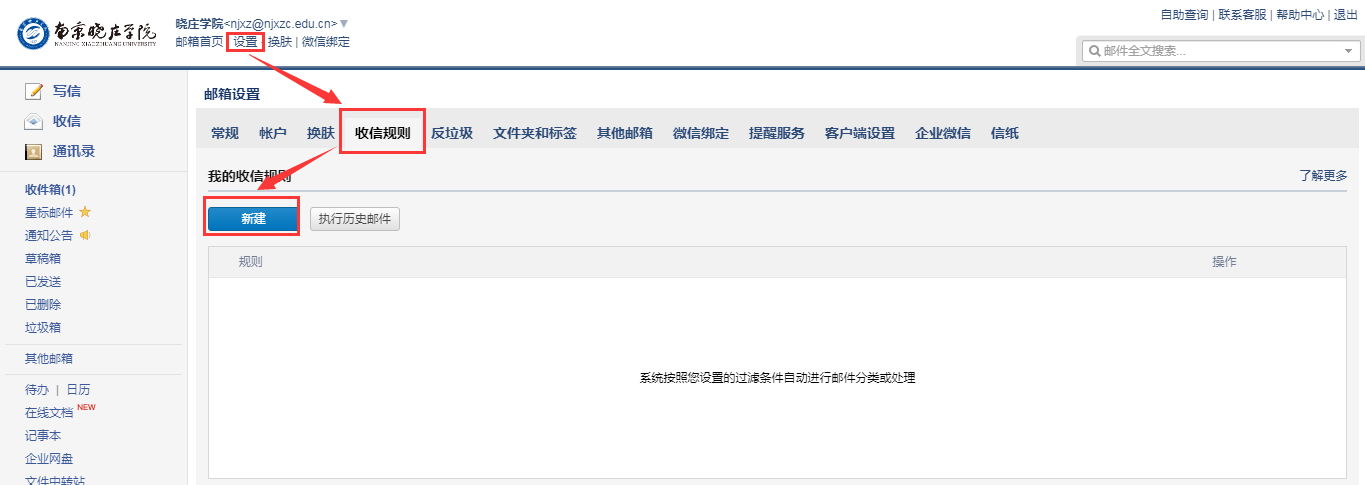 南京晓庄学院
NANJING XIAOZHUANG UNIVERSITY
晓庄学院<njxz@njxzc.edu.cn>
邮箱首页 设置 - 换肤 | 微信绑定
自助查询 | 联系客服 | 帮助中心 | 退出
邮件全文搜索...
写信
收信
通讯录
收件箱(1)
星标邮件
通知公告
草稿箱
已发送
已删除
垃圾箱
其他邮箱
待办 | 日历
在线文档 NEW
记事本
企业网盘
文件中转站
邮箱设置
常规 帐户 换肤 收信规则 反垃圾 文件夹和标签 其他邮箱 微信绑定 提醒服务 客户端设置 企业微信 信纸
我的收信规则 了解更多
新建 执行历史邮件
规则 操作
系统按照您设置的过滤条件自动进行邮件分类或处理